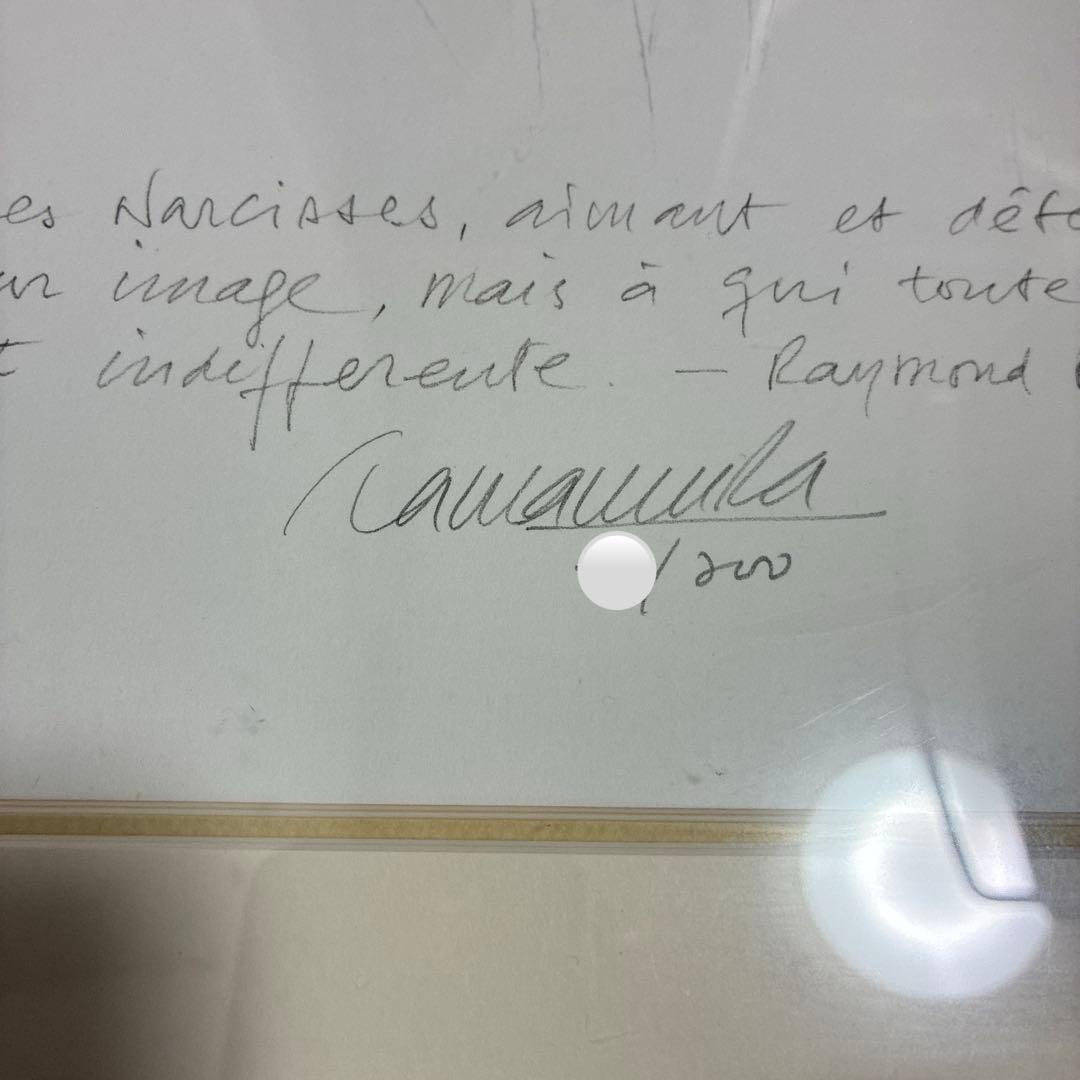 es Narcisses, aimant et déte
ur image, mais à qui toute
t indifferente. — Raymond
/200